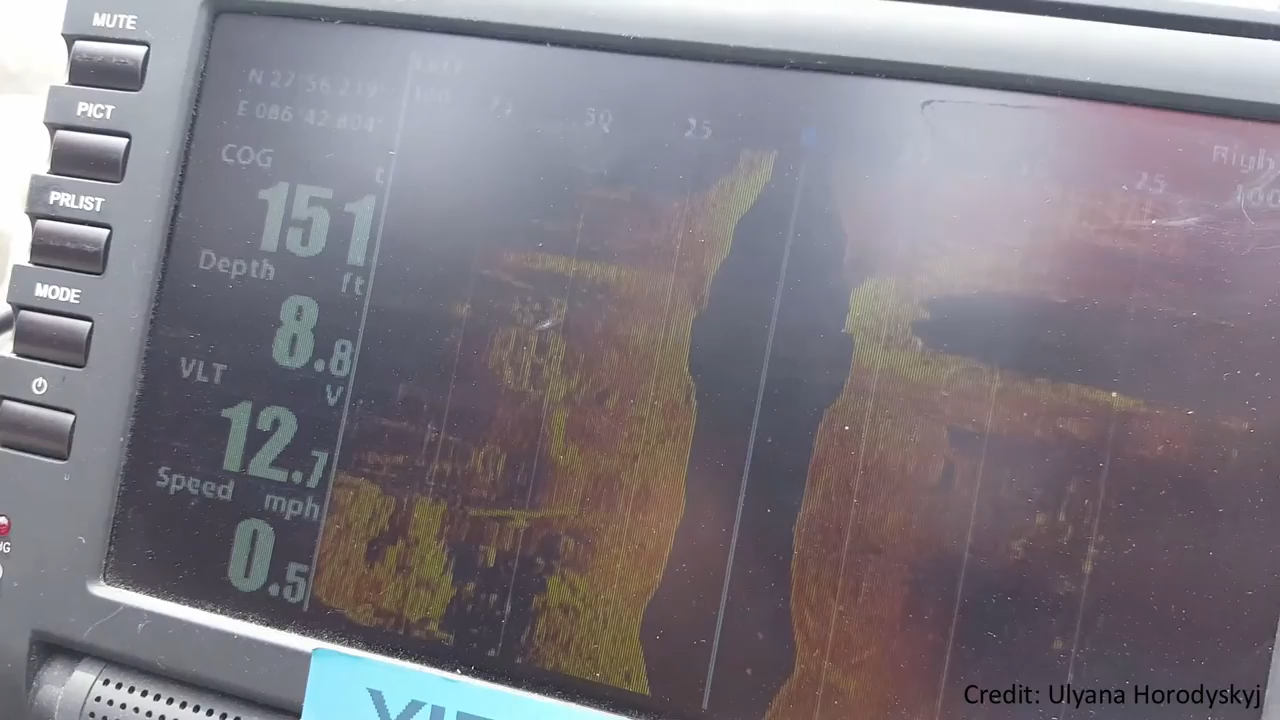 MUTE
PICT
PRLIST
MODE
N 27°56.219'
E 086°42.804'
COG
151
t
Depth
ft
8.8
VLT
V
12.7
Speed mph
0.5
50
25
25
100
Credit: Ulyana Horodyskyj